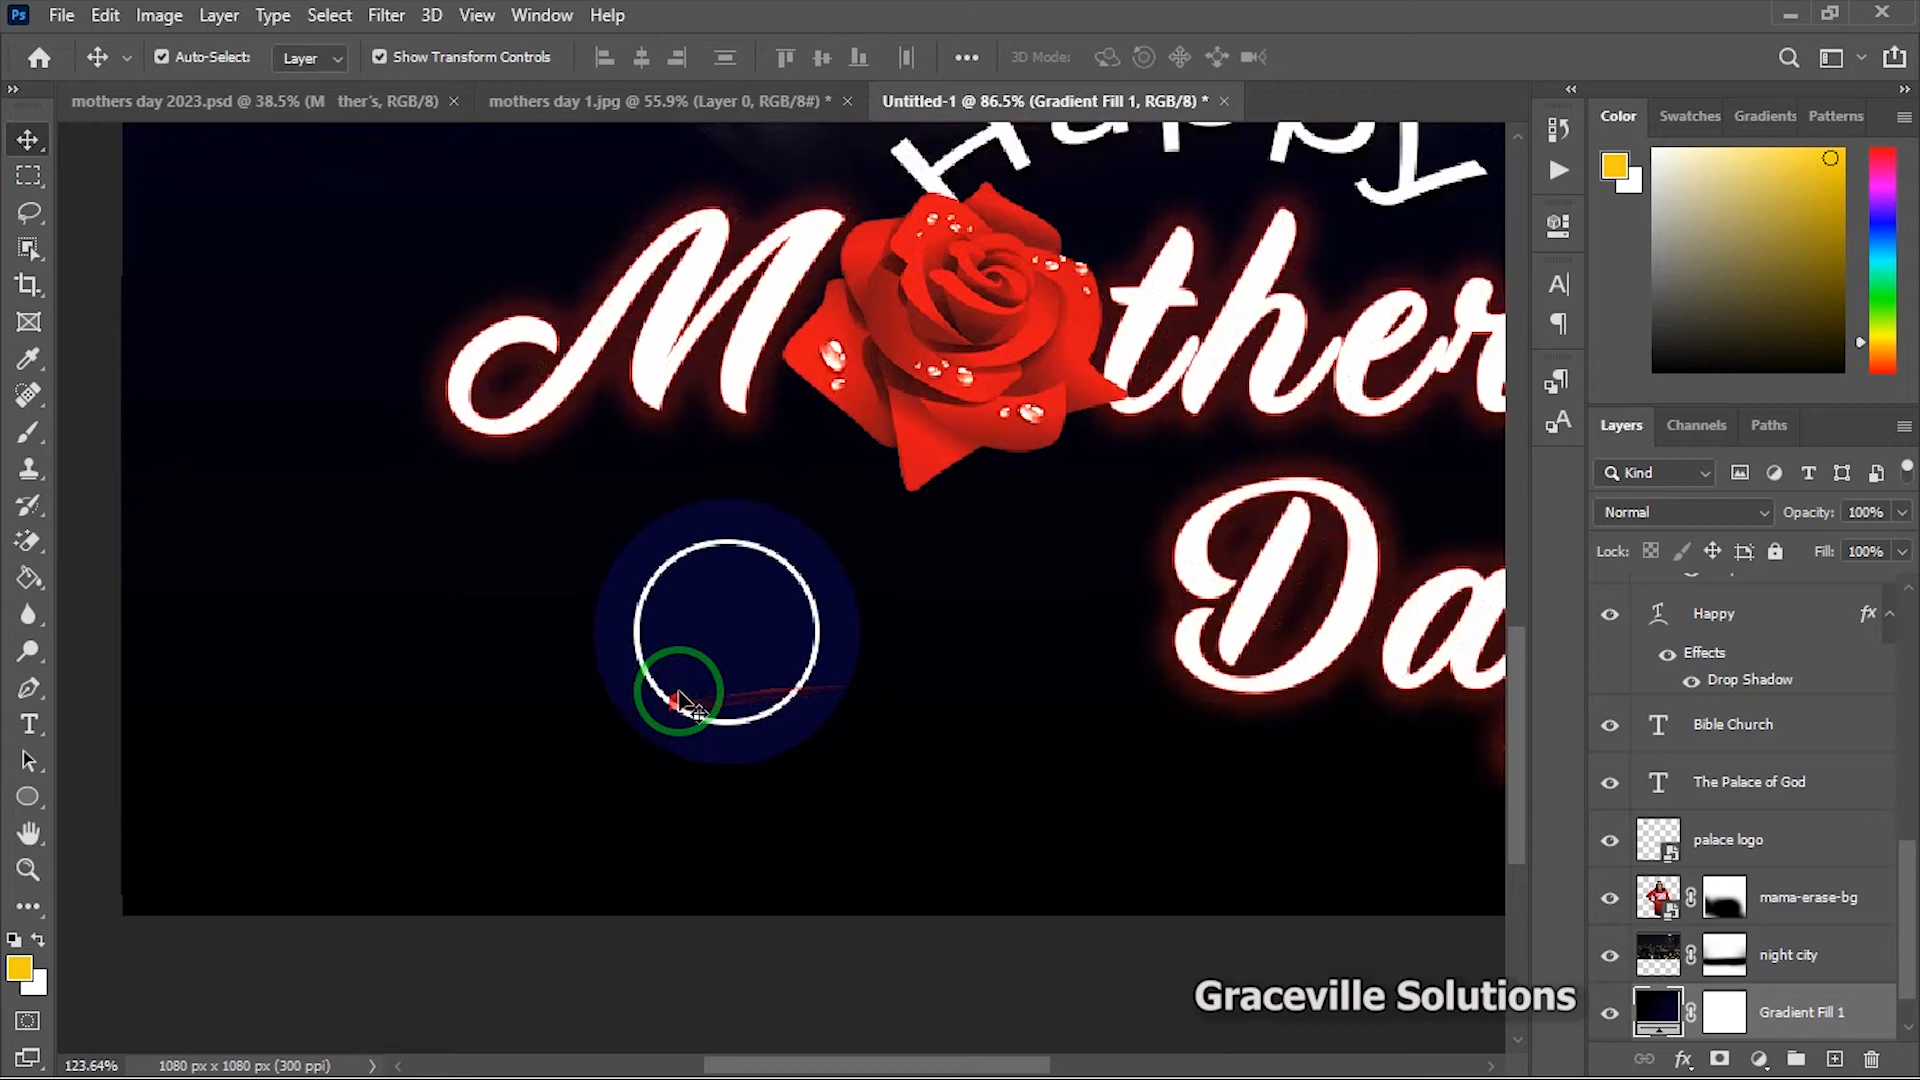 Ps File Edit Image Layer Type Select Filter 3D View Window Help
Auto-Select: Layer Show Transform Controls 3D Mode:
mothers day 2023.psd @ 38.5% (M ther's, RGB/8) mothers day 1.jpg @ 55.9% (Layer 0, RGB/8#) * Untitled-1 @ 86.5% (Gradient Fill 1, RGB/8) *
Color Swatches Gradients Patterns
Happy
M ther
Da
Layers Channels Paths
Kind
Normal Opacity: 100%
Lock: Fill: 100%
Happy fx
Effects
Drop Shadow
Bible Church
The Palace of God
palace logo
mama-erase-bg
night city
Gradient Fill 1
Graceville Solutions
123.64% 1080 px x 1080 px (300 ppi)